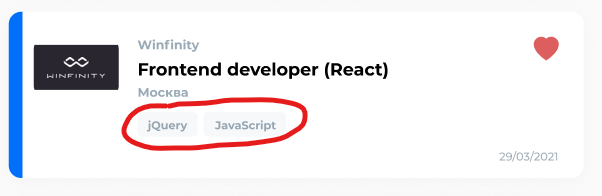 Winfinity
WINFINITY
Frontend developer (React)
Москва
jQuery JavaScript
29/03/2021